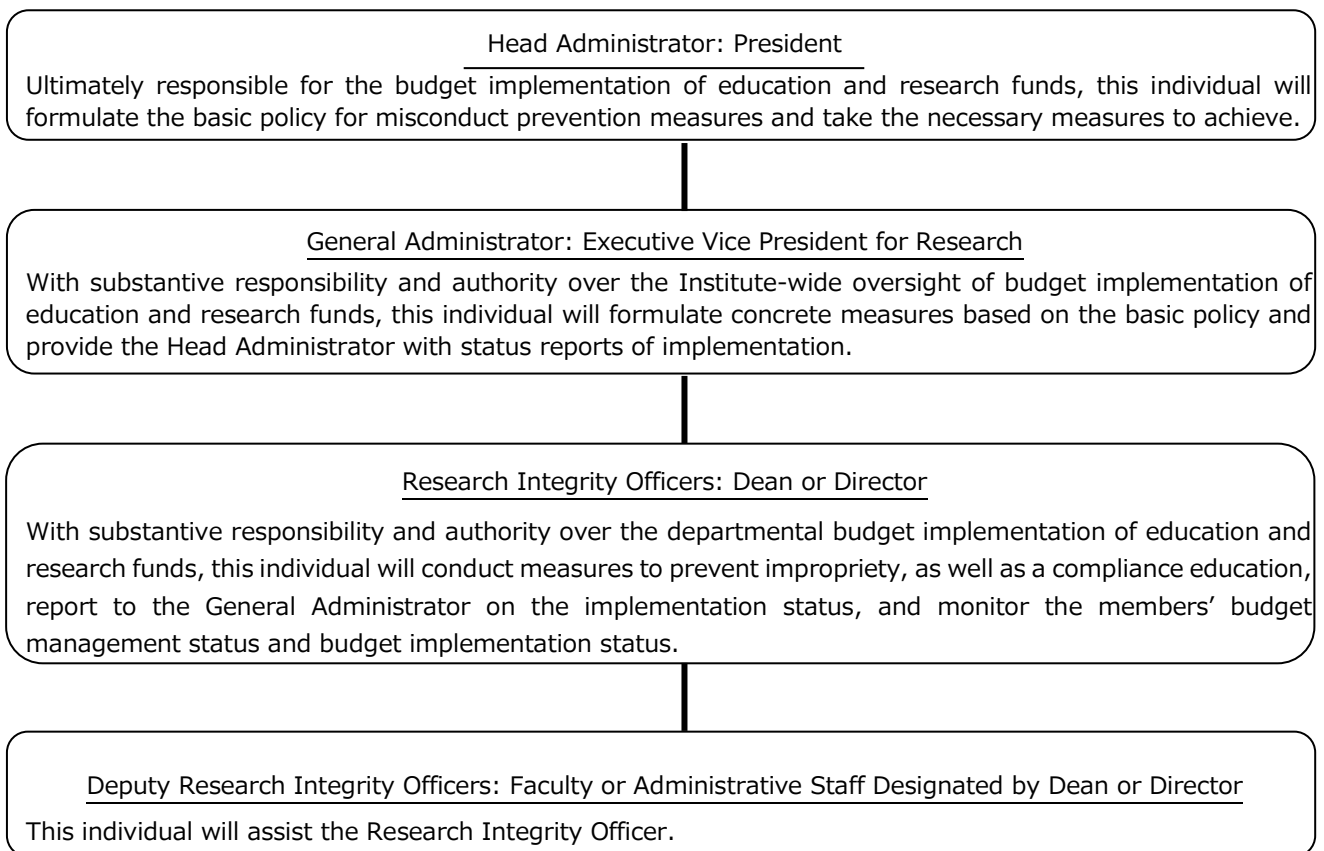 Head Administrator: President
Ultimately responsible for the budget implementation of education and research funds, this individual will
formulate the basic policy for misconduct prevention measures and take the necessary measures to achieve.
General Administrator: Executive Vice President for Research
With substantive responsibility and authority over the Institute-wide oversight of budget implementation of
education and research funds, this individual will formulate concrete measures based on the basic policy and
provide the Head Administrator with status reports of implementation.
Research Integrity Officers: Dean or Director
With substantive responsibility and authority over the departmental budget implementation of education and
research funds, this individual will conduct measures to prevent impropriety, as well as a compliance education,
report to the General Administrator on the implementation status, and monitor the members’ budget
management status and budget implementation status.
Deputy Research Integrity Officers: Faculty or Administrative Staff Designated by Dean or Director
This individual will assist the Research Integrity Officer.